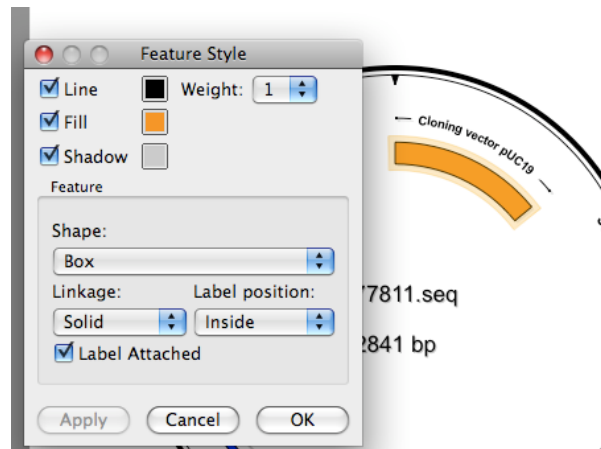 Feature Style
Line
Weight: 1
Fill
Shadow
Feature
Shape:
Box
Linkage: Label position:
Solid Inside
Label Attached
Apply Cancel OK
Cloning vector pUC19
77811.seq
2841 bp